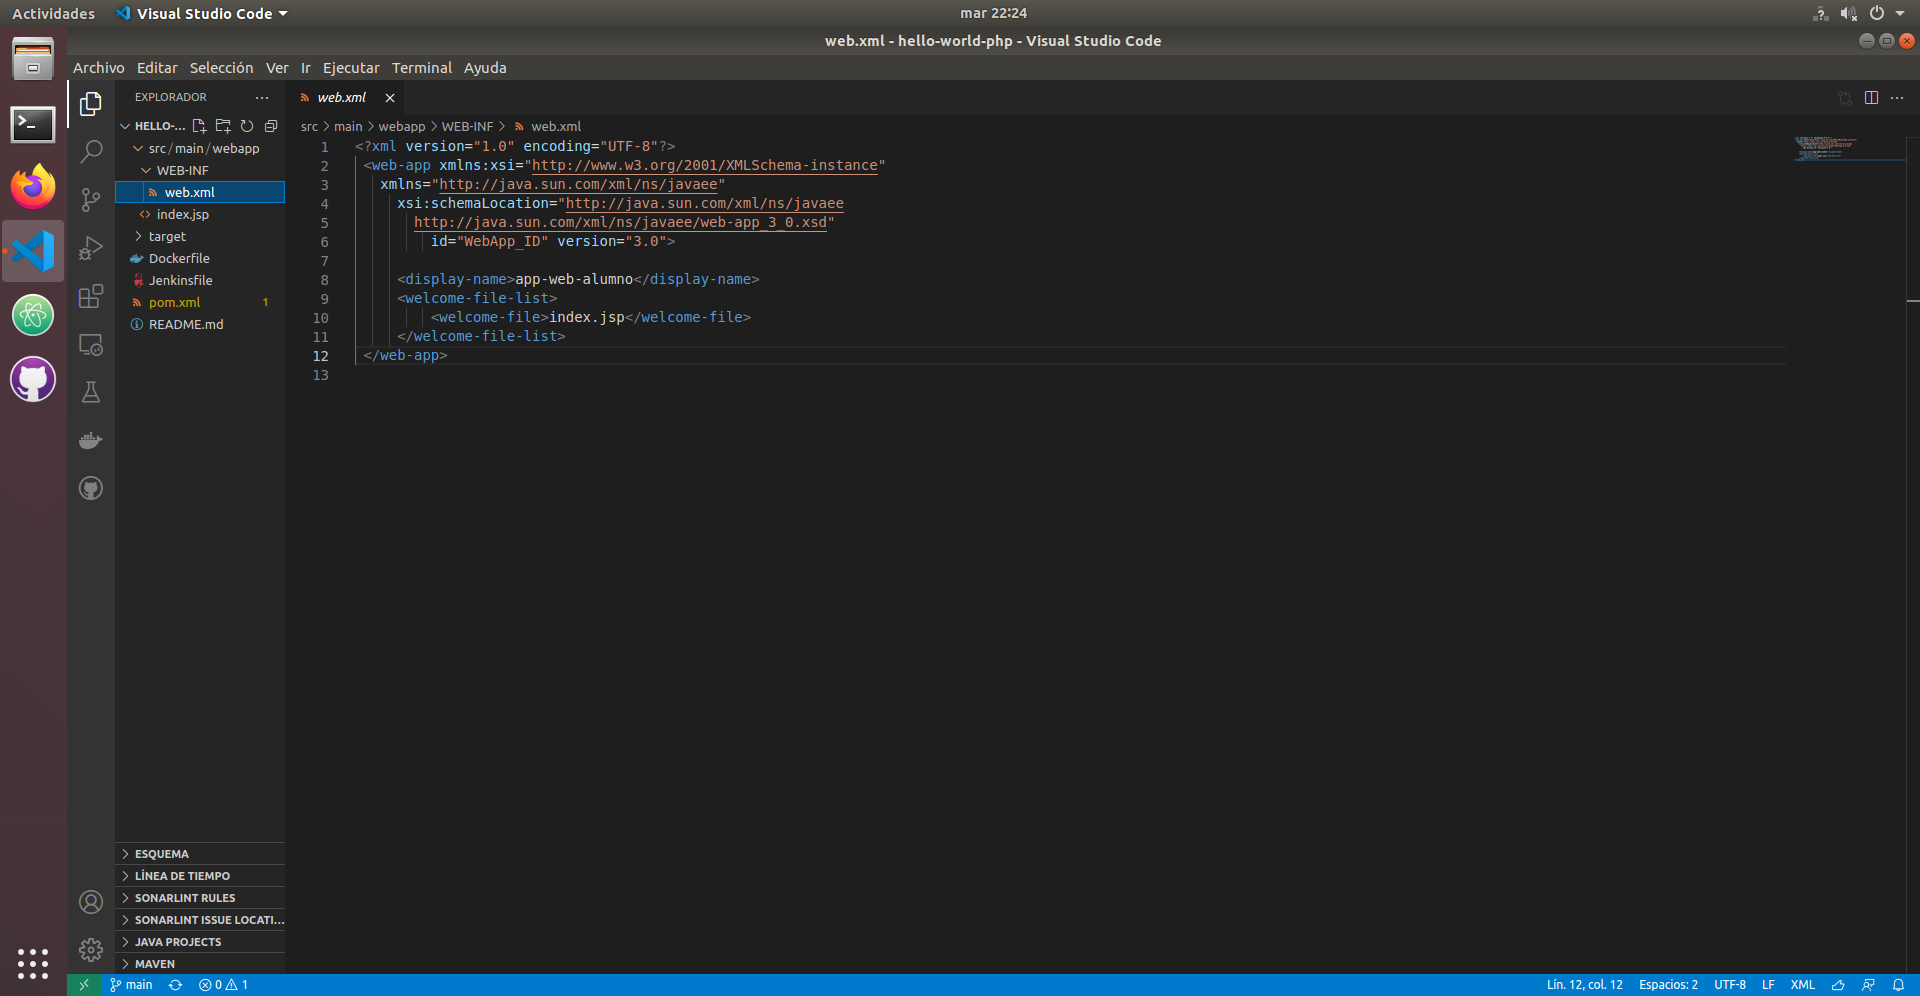 Actividades
Visual Studio Code
mar 22:24
web.xml - hello-world-php - Visual Studio Code
Archivo Editar Selección Ver Ir Ejecutar Terminal Ayuda
EXPLORADOR
HELLO-...
src/main/webapp
WEB-INF
web.xml
index.jsp
target
Dockerfile
Jenkinsfile
pom.xml 1
README.md
ESQUEMA
LÍNEA DE TIEMPO
SONARLINT RULES
SONARLINT ISSUE LOCATI...
JAVA PROJECTS
MAVEN
web.xml
src > main > webapp > WEB-INF > web.xml
1 <?xml version="1.0" encoding="UTF-8"?>
2 <web-app xmlns:xsi="http://www.w3.org/2001/XMLSchema-instance"
3 xmlns="http://java.sun.com/xml/ns/javaee"
4 xsi:schemaLocation="http://java.sun.com/xml/ns/javaee
5 http://java.sun.com/xml/ns/javaee/web-app_3_0.xsd"
6 id="WebApp_ID" version="3.0">
7
8 <display-name>app-web-alumno</display-name>
9 <welcome-file-list>
10 <welcome-file>index.jsp</welcome-file>
11 </welcome-file-list>
12 </web-app>
13
main 0 1
Lín. 12, col. 12 Espacios: 2 UTF-8 LF XML